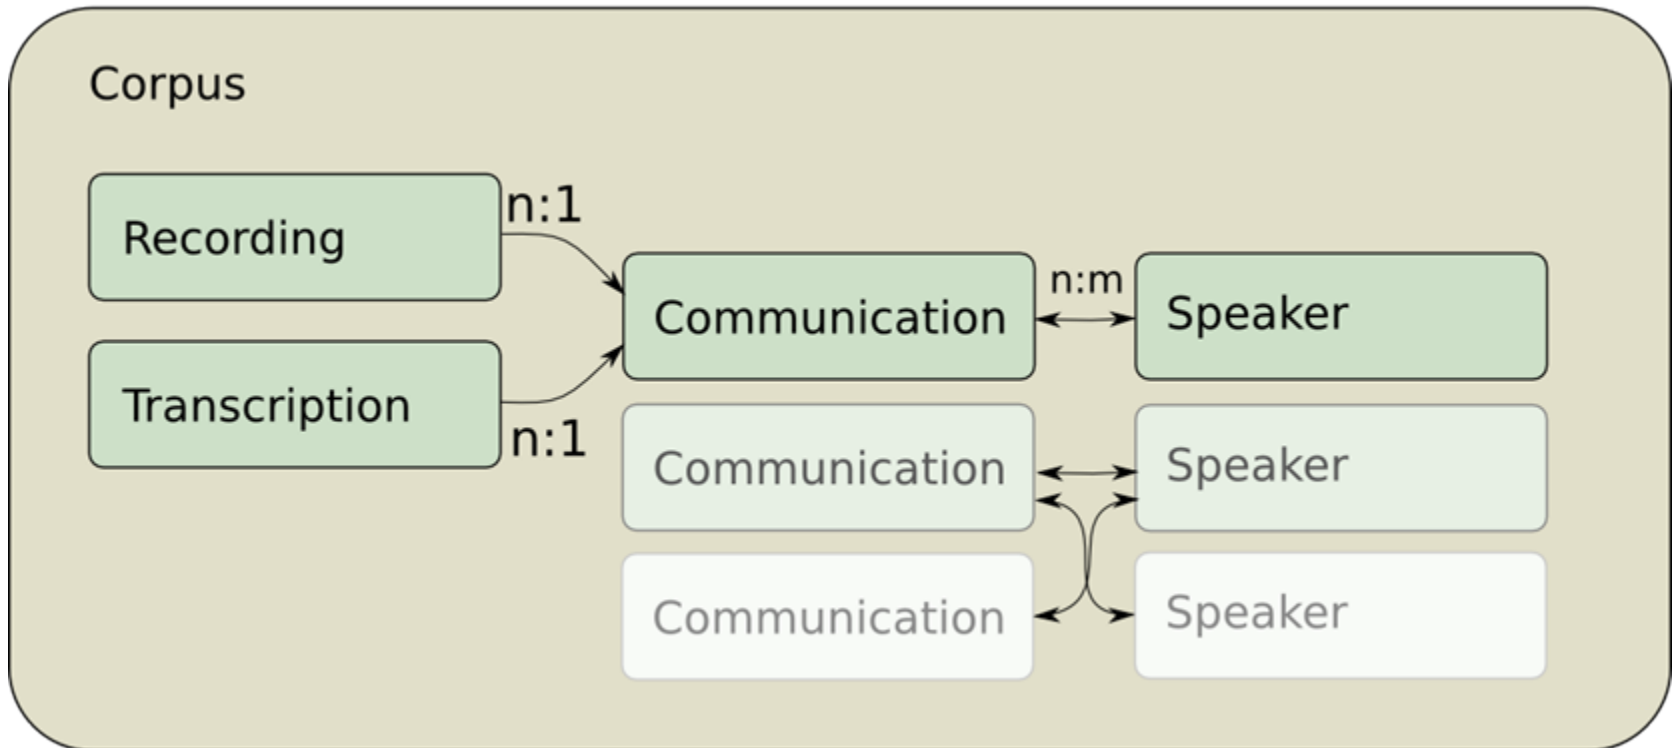 Corpus
Recording
n:1
Transcription
n:1
Communication
n:m
Speaker
Communication
Speaker
Communication
Speaker